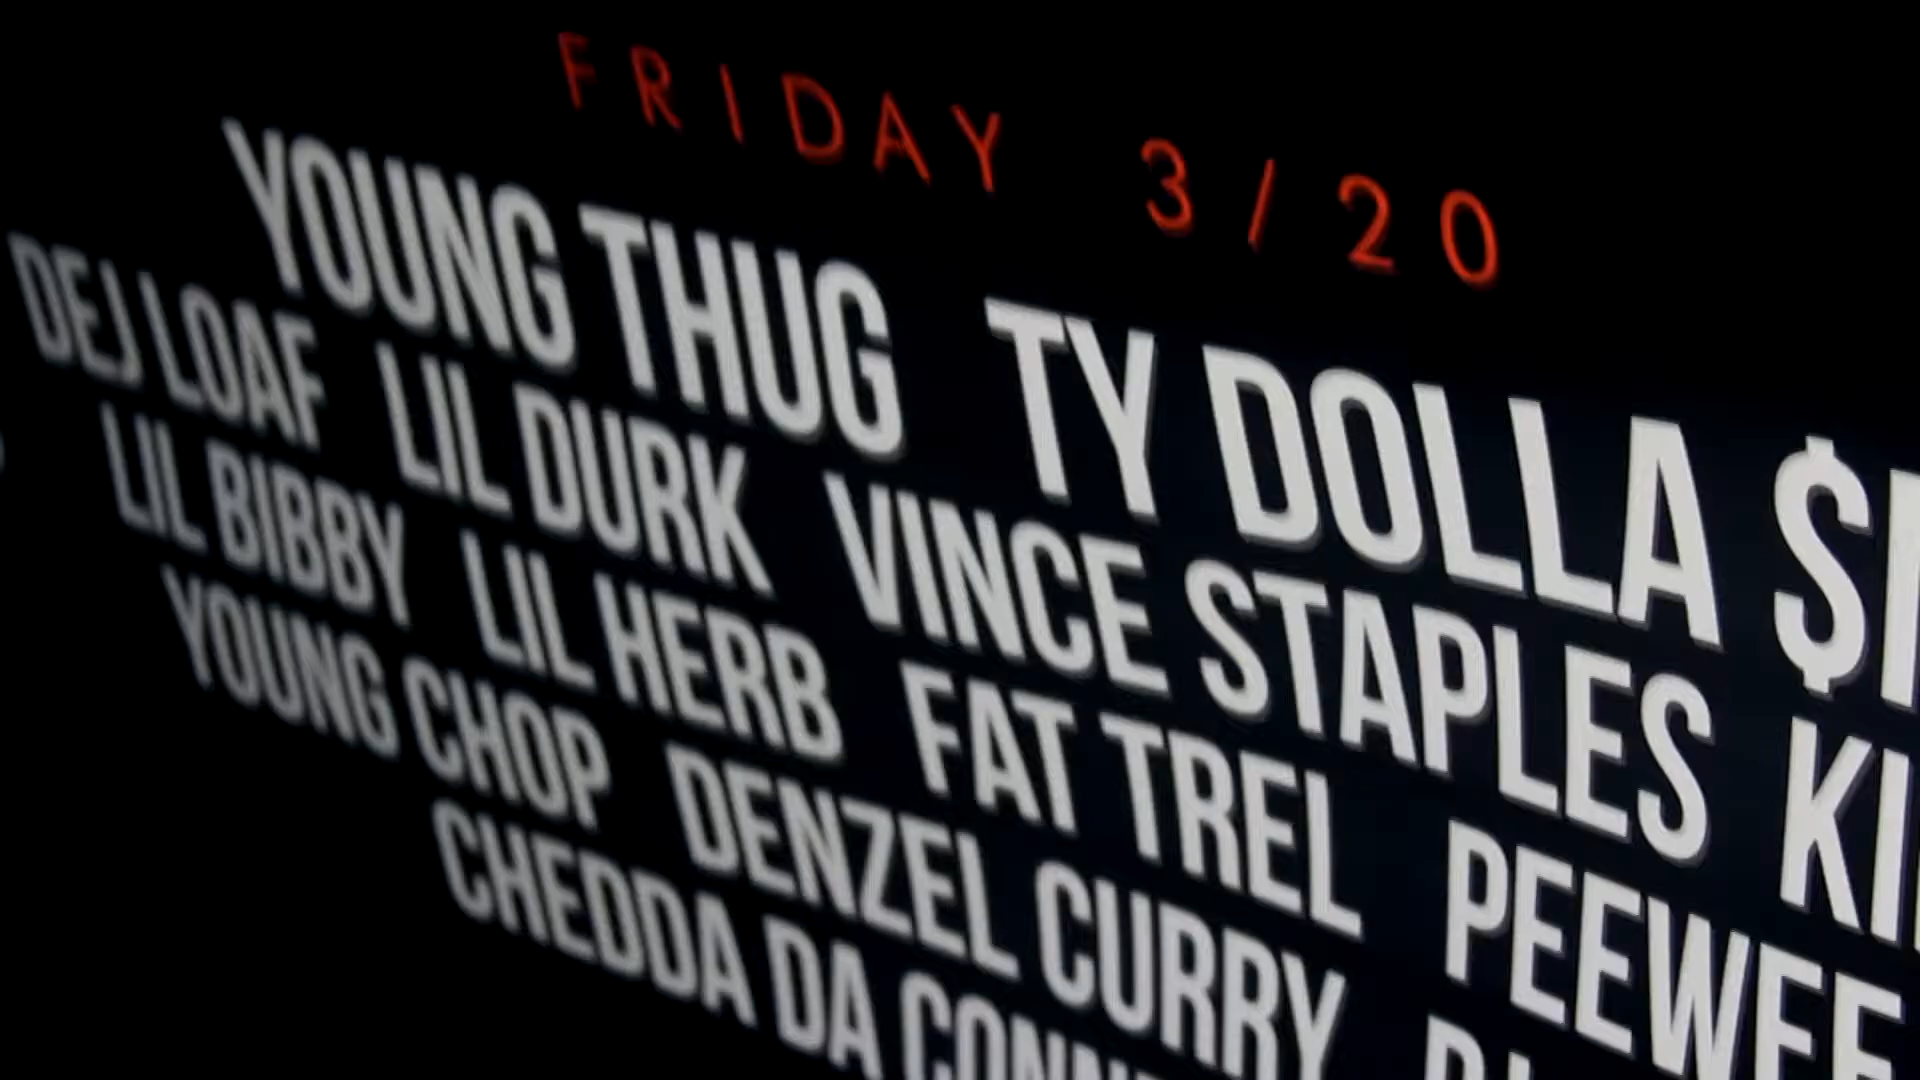 FRIDAY 3/20
YOUNG THUG TY DOLLA
DEJ LOAF LIL DURK VINCE STAPLES
LIL BIBBY LIL HERB FAT TREL PEEWEE
YOUNG CHOP DENZEL CURRY
CHEDDA DA